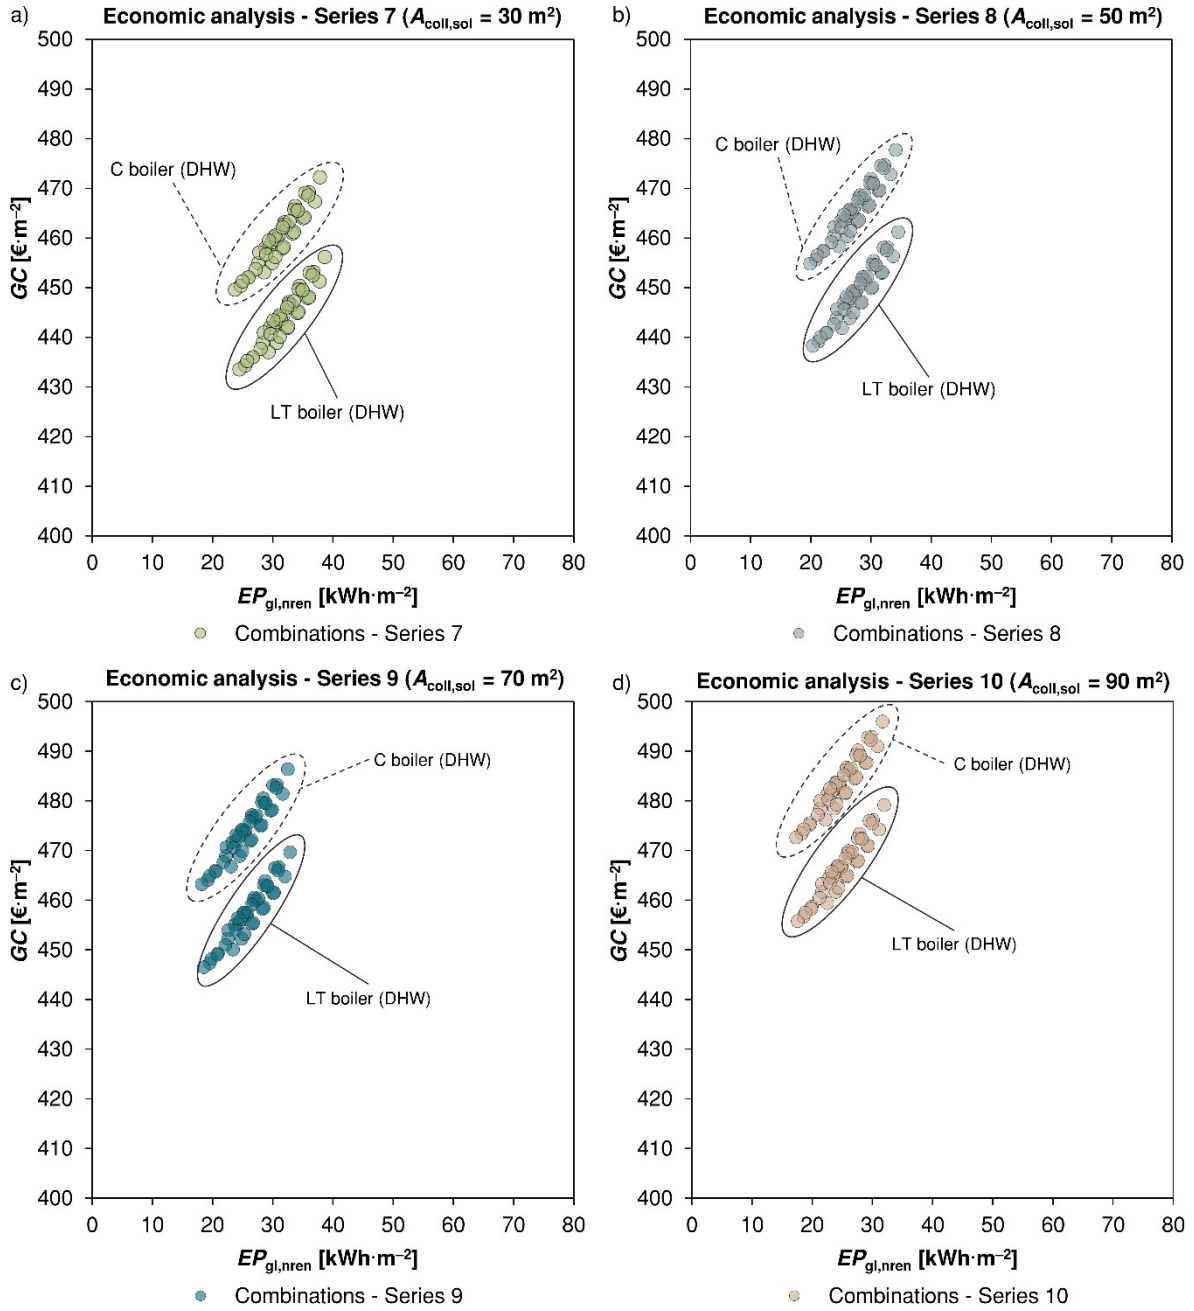 a) Economic analysis - Series 7 (Acoll,sol = 30 m²)
500
490
480
470
460
450
440
430
420
410
400
GC [€·m⁻²]
C boiler (DHW)
LT boiler (DHW)
0 10 20 30 40 50 60 70 80
EPgl,nren [kWh·m⁻²]
Combinations - Series 7
b) Economic analysis - Series 8 (Acoll,sol = 50 m²)
500
490
480
470
460
450
440
430
420
410
400
GC [€·m⁻²]
C boiler (DHW)
LT boiler (DHW)
0 10 20 30 40 50 60 70 80
EPgl,nren [kWh·m⁻²]
Combinations - Series 8
c) Economic analysis - Series 9 (Acoll,sol = 70 m²)
500
490
480
470
460
450
440
430
420
410
400
GC [€·m⁻²]
C boiler (DHW)
LT boiler (DHW)
0 10 20 30 40 50 60 70 80
EPgl,nren [kWh·m⁻²]
Combinations - Series 9
d) Economic analysis - Series 10 (Acoll,sol = 90 m²)
500
490
480
470
460
450
440
430
420
410
400
GC [€·m⁻²]
C boiler (DHW)
LT boiler (DHW)
0 10 20 30 40 50 60 70 80
EPgl,nren [kWh·m⁻²]
Combinations - Series 10